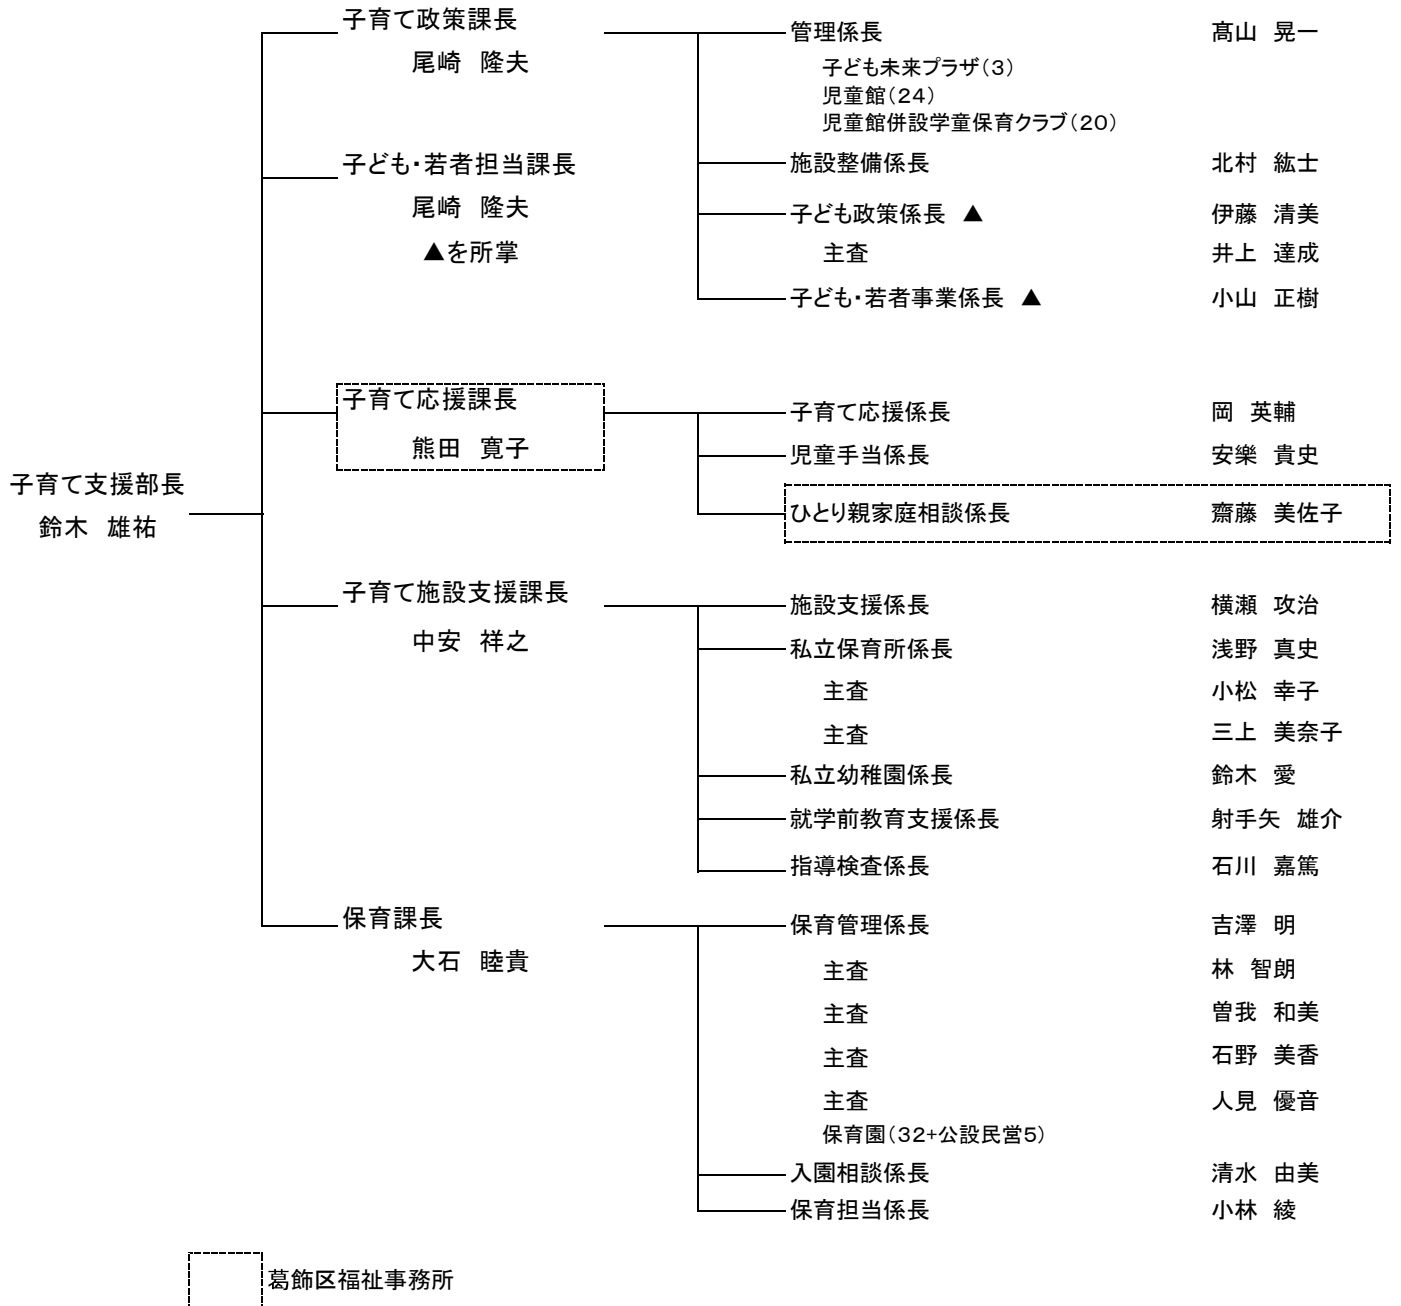 子育て支援部長
鈴木　雄祐
子育て政策課長
尾崎　隆夫
管理係長　髙山　晃一
子ども未来プラザ(3)
児童館(24)
児童館併設学童保育クラブ(20)
施設整備係長　北村　紘士
子ども・若者担当課長
尾崎　隆夫
▲を所掌
子ども政策係長　▲　伊藤　清美
主査　井上　達成
子ども・若者事業係長　▲　小山　正樹
子育て応援課長
熊田　寛子
子育て応援係長　岡　英輔
児童手当係長　安樂　貴史
ひとり親家庭相談係長　齋藤　美佐子
子育て施設支援課長
中安　祥之
施設支援係長　横瀬　攻治
私立保育所係長　浅野　真史
主査　小松　幸子
主査　三上　美奈子
私立幼稚園係長　鈴木　愛
就学前教育支援係長　射手矢　雄介
指導検査係長　石川　嘉篤
保育課長
大石　睦貴
保育管理係長　吉澤　明
主査　林　智朗
主査　曽我　和美
主査　石野　美香
主査　人見　優音
保育園(32+公設民営5)
入園相談係長　清水　由美
保育担当係長　小林　綾
葛飾区福祉事務所